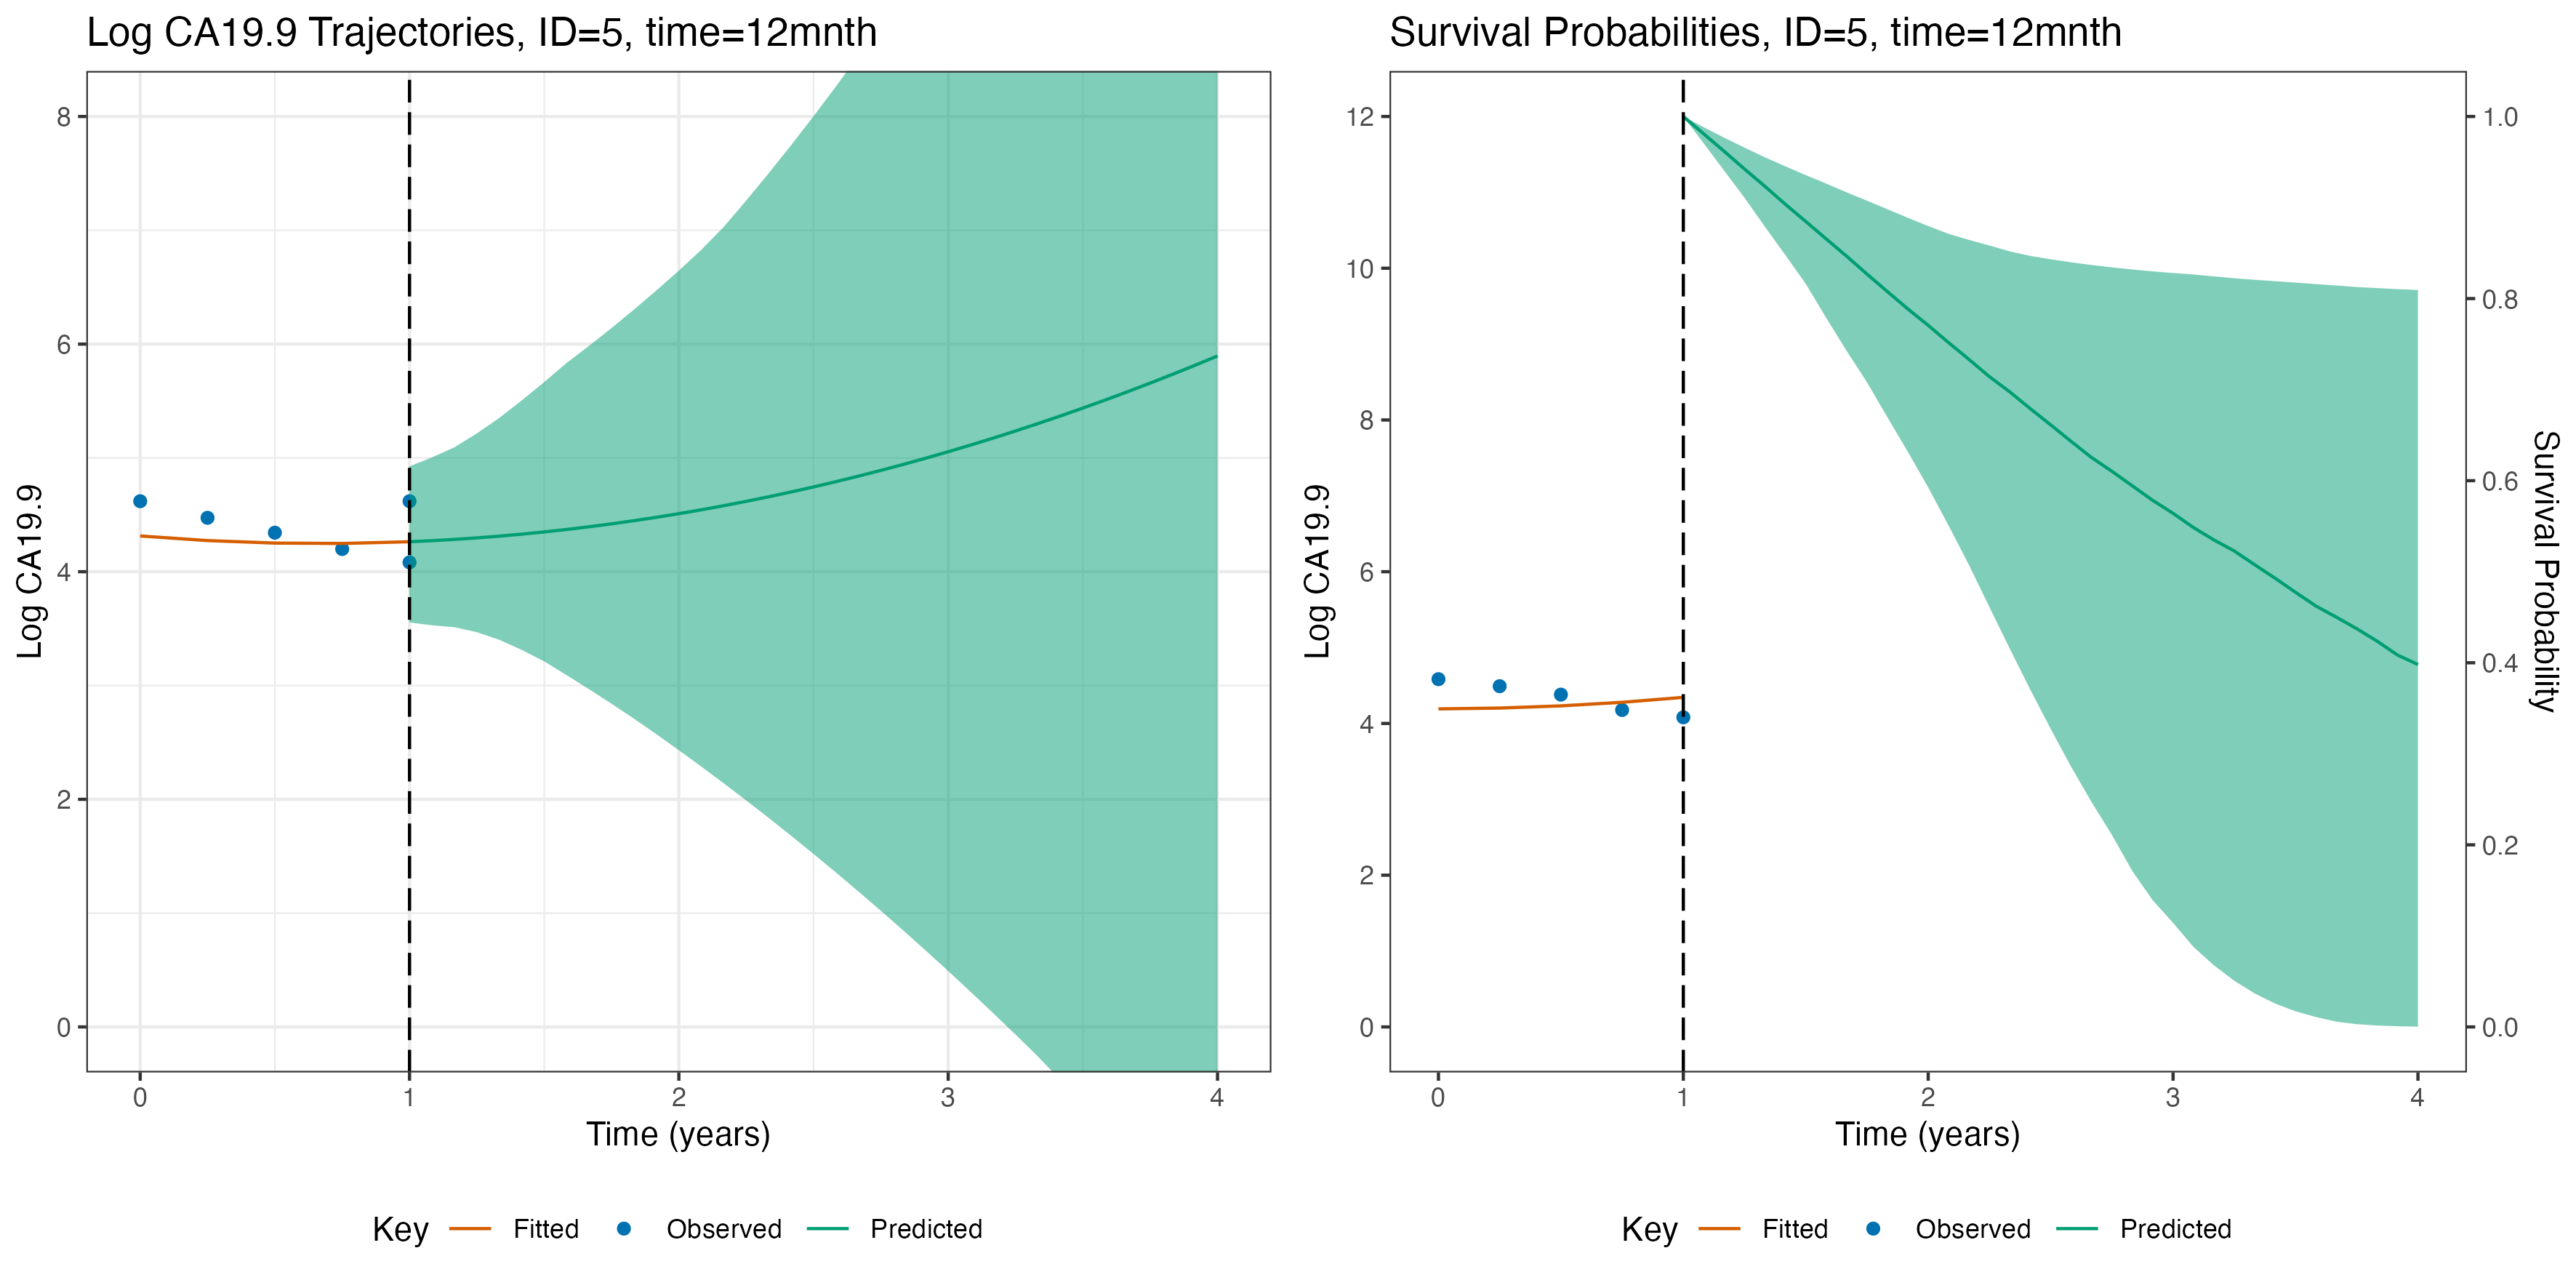 Log CA19.9 Trajectories, ID=5, time=12mnth
8
6
4
2
0
Log CA19.9
0 1 2 3 4
Time (years)
Key Fitted Observed Predicted
Survival Probabilities, ID=5, time=12mnth
12
10
8
6
4
2
0
Log CA19.9
1.0
0.8
0.6
0.4
0.2
0.0
Survival Probability
0 1 2 3 4
Time (years)
Key Fitted Observed Predicted